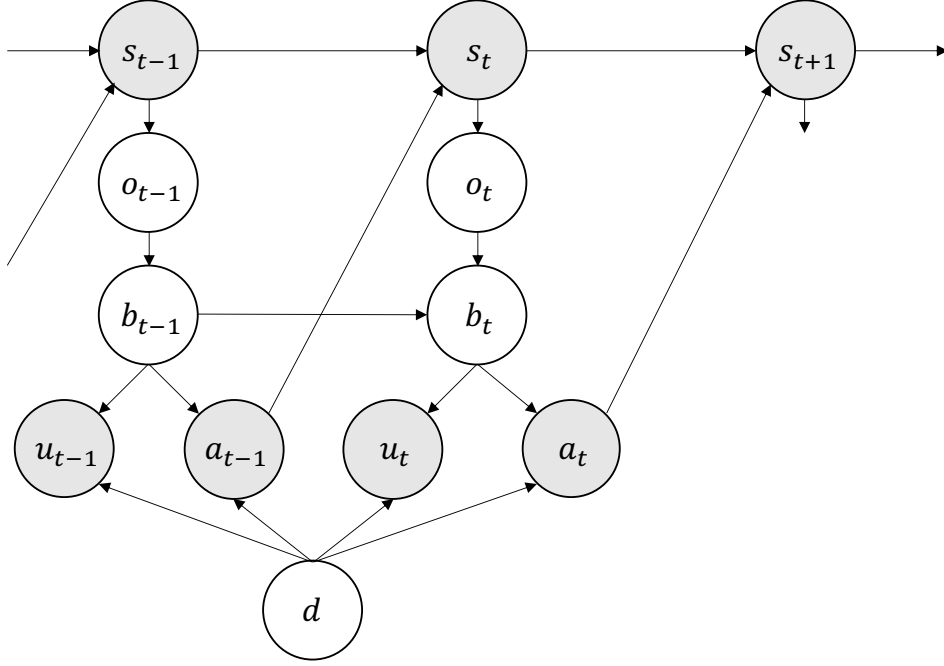 s_{t−1} s_t s_{t+1}
o_{t−1} o_t
b_{t−1} b_t
u_{t−1} a_{t−1} u_t a_t
d